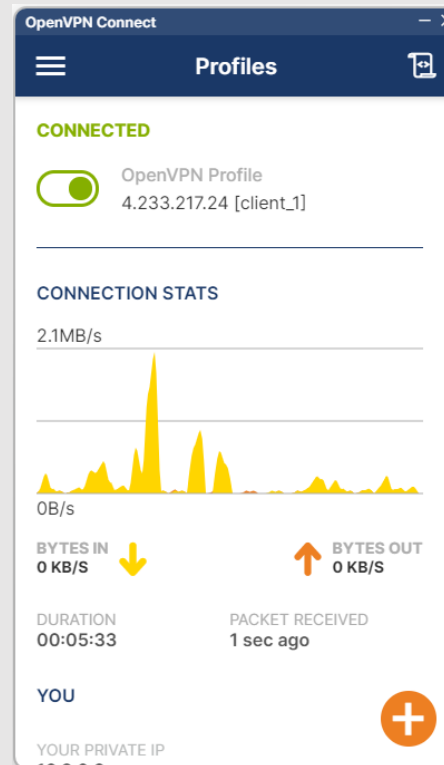 OpenVPN Connect
Profiles
CONNECTED
OpenVPN Profile
4.233.217.24 [client_1]
CONNECTION STATS
2.1MB/s
0B/s
BYTES IN
0 KB/S
BYTES OUT
0 KB/S
DURATION
00:05:33
PACKET RECEIVED
1 sec ago
YOU
YOUR PRIVATE IP